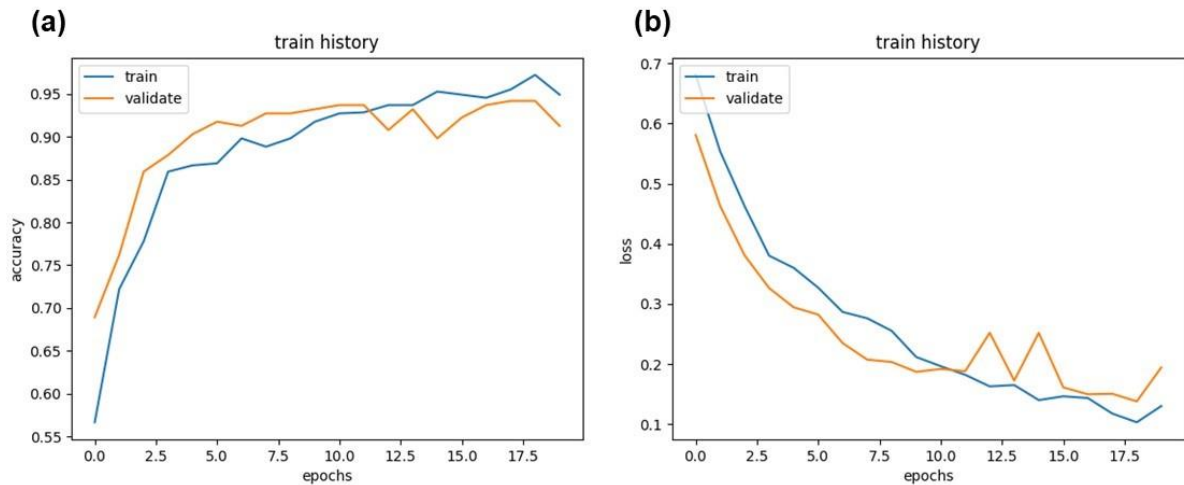 (a)
train history
train
validate
0.95
0.90
0.85
0.80
0.75
0.70
0.65
0.60
0.55
accuracy
0.0 2.5 5.0 7.5 10.0 12.5 15.0 17.5
epochs
(b)
train history
train
validate
0.7
0.6
0.5
0.4
0.3
0.2
0.1
loss
0.0 2.5 5.0 7.5 10.0 12.5 15.0 17.5
epochs